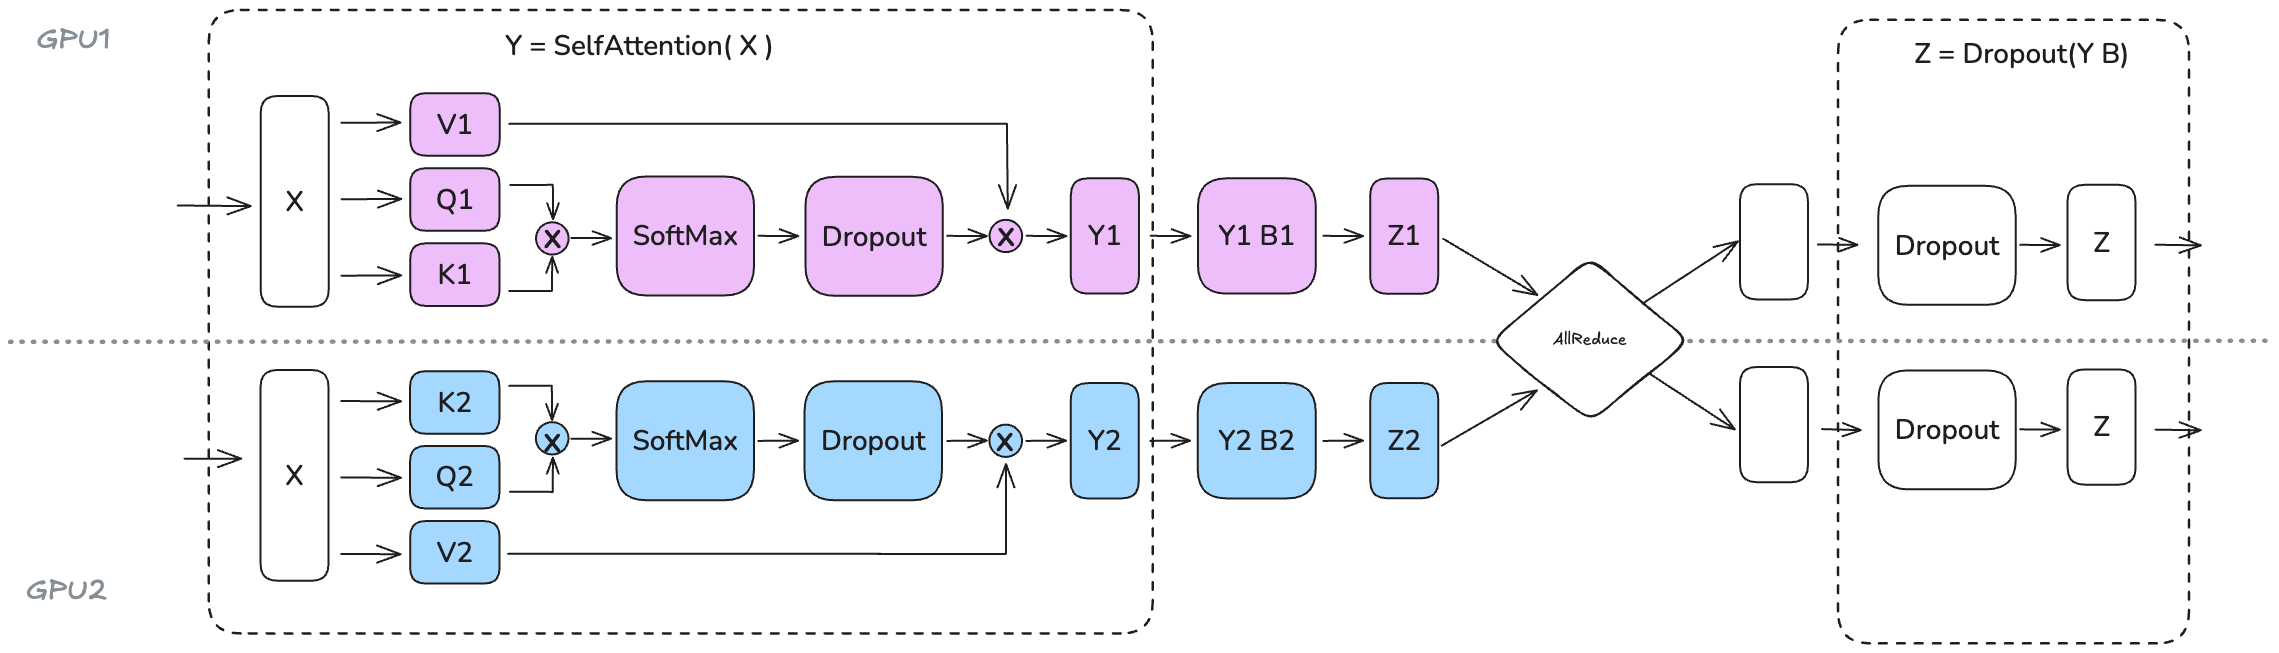 GPU1
Y = SelfAttention( X )
Z = Dropout(Y B)
X
V1
Q1
K1
X
SoftMax
Dropout
X
Y1
Y1 B1
Z1
Dropout
Z
AllReduce
X
K2
Q2
V2
X
SoftMax
Dropout
X
Y2
Y2 B2
Z2
Dropout
Z
GPU2